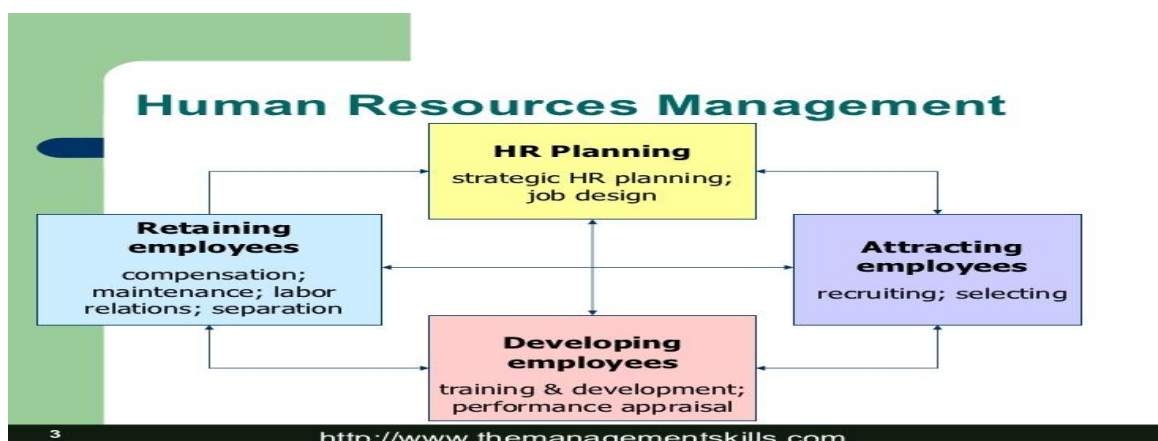 Human Resources Management
HR Planning
strategic HR planning;
job design
Retaining
employees
compensation;
maintenance; labor
relations; separation
Attracting
employees
recruiting; selecting
Developing
employees
training & development;
performance appraisal
3
http://www.themanagementskills.com